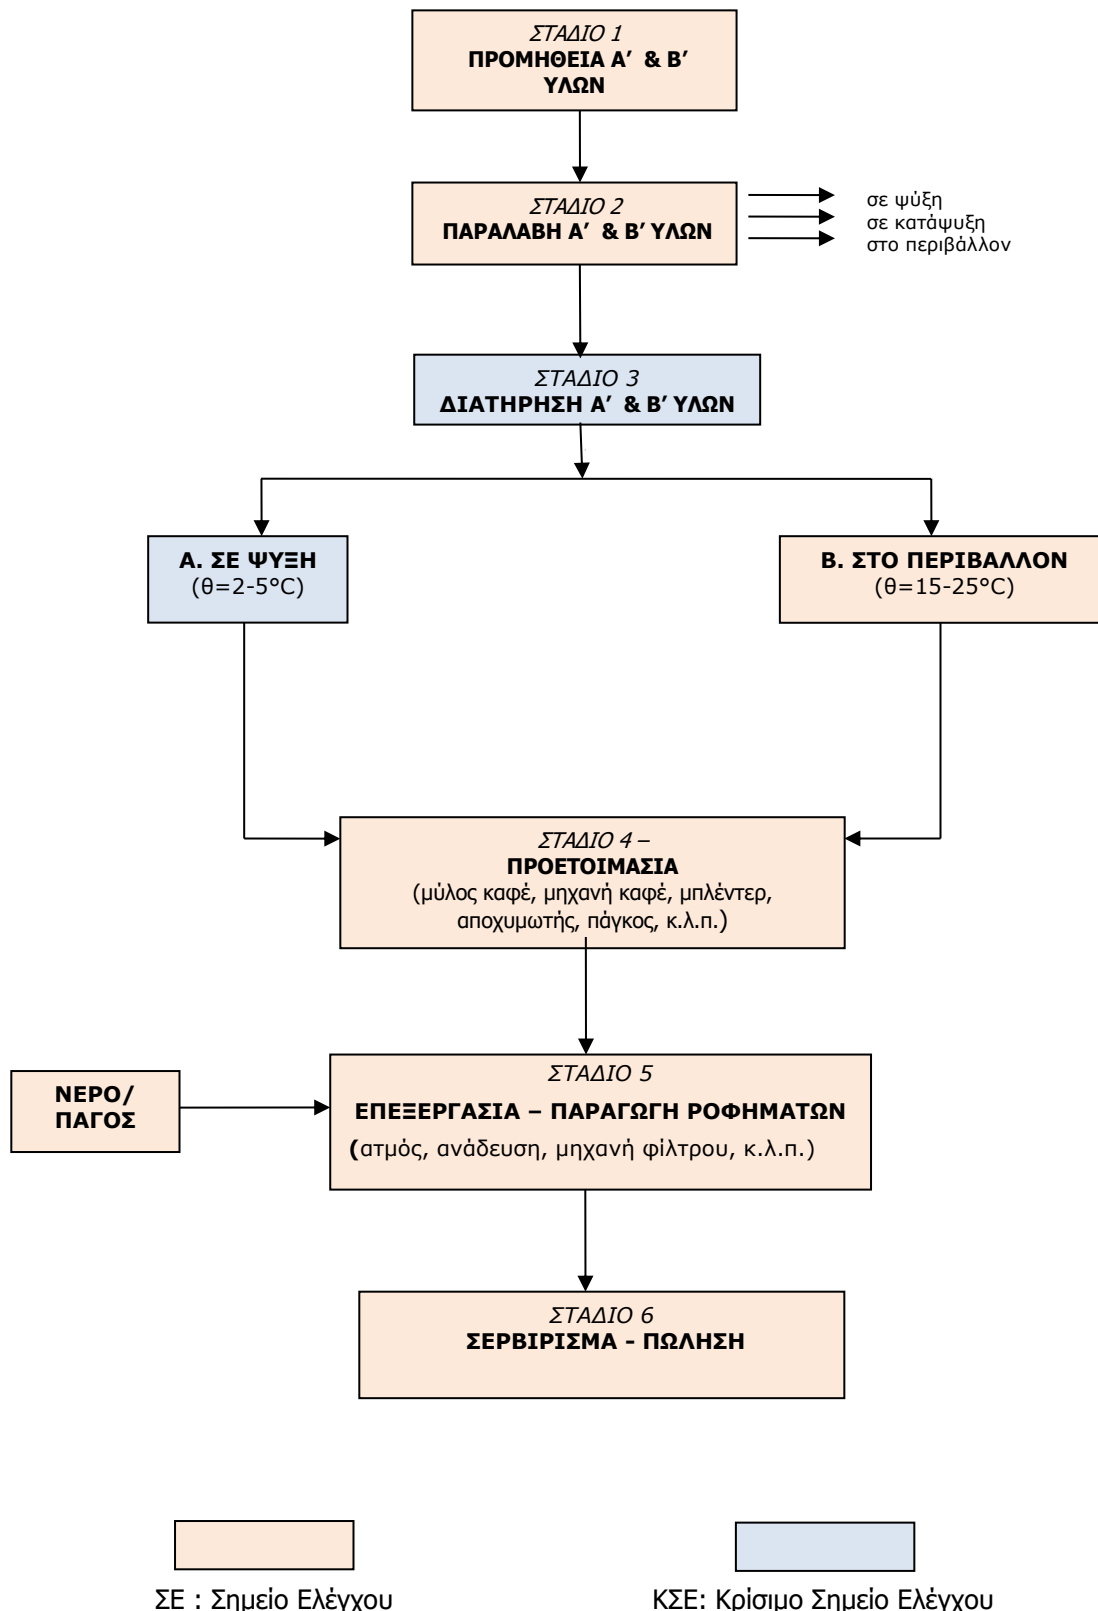 ΣΤΑΔΙΟ 1
ΠΡΟΜΗΘΕΙΑ Α’ & Β’
ΥΛΩΝ
ΣΤΑΔΙΟ 2
ΠΑΡΑΛΑΒΗ Α’ & Β’ ΥΛΩΝ
σε ψύξη
σε κατάψυξη
στο περιβάλλον
ΣΤΑΔΙΟ 3
ΔΙΑΤΗΡΗΣΗ Α’ & Β’ ΥΛΩΝ
Α. ΣΕ ΨΥΞΗ
(θ=2-5°C)
Β. ΣΤΟ ΠΕΡΙΒΑΛΛΟΝ
(θ=15-25°C)
ΣΤΑΔΙΟ 4 –
ΠΡΟΕΤΟΙΜΑΣΙΑ
(μύλος καφέ, μηχανή καφέ, μπλέντερ,
αποχυμωτής, πάγκος, κ.λ.π.)
ΝΕΡΟ/
ΠΑΓΟΣ
ΣΤΑΔΙΟ 5
ΕΠΕΞΕΡΓΑΣΙΑ – ΠΑΡΑΓΩΓΗ ΡΟΦΗΜΑΤΩΝ
(ατμός, ανάδευση, μηχανή φίλτρου, κ.λ.π.)
ΣΤΑΔΙΟ 6
ΣΕΡΒΙΡΙΣΜΑ - ΠΩΛΗΣΗ
ΣΕ : Σημείο Ελέγχου
ΚΣΕ: Κρίσιμο Σημείο Ελέγχου